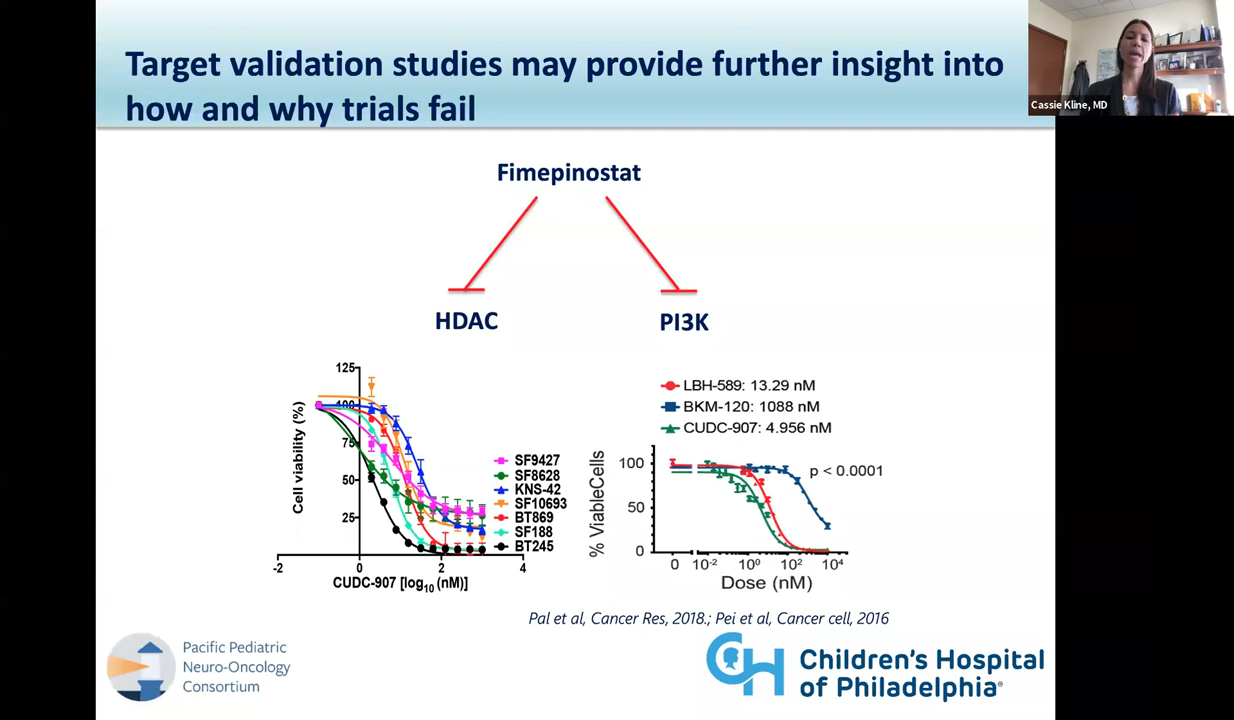 Target validation studies may provide further insight into
how and why trials fail
Cassie Kline, MD
Fimepinostat
HDAC
PI3K
125
100
75
50
25
Cell viability (%)
-2
0
2
4
CUDC-907 [log10 (nM)]
SF9427
SF8628
KNS-42
SF10693
BT869
SF188
BT245
LBH-589: 13.29 nM
BKM-120: 1088 nM
CUDC-907: 4.956 nM
p < 0.0001
% ViableCells
100
50
0
0 10-2 100 102 104
Dose (nM)
Pal et al, Cancer Res, 2018.; Pei et al, Cancer cell, 2016
Pacific Pediatric
Neuro-Oncology
Consortium
CH
Children's Hospital
of Philadelphia®